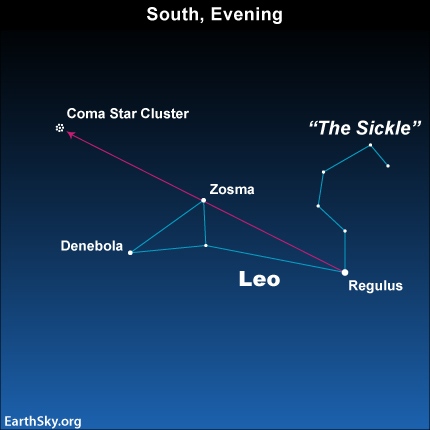 South, Evening
Coma Star Cluster
“The Sickle”
Zosma
Denebola
Leo
Regulus
EarthSky.org